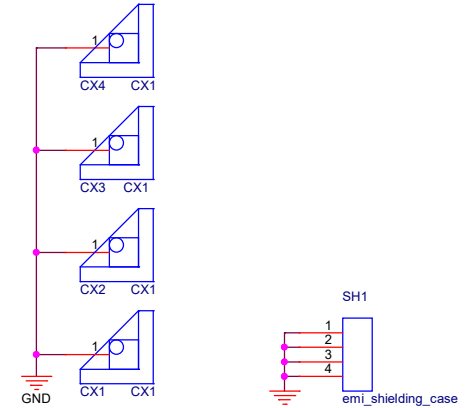 1
CX4 CX1
1
CX3 CX1
1
CX2 CX1
1
CX1 CX1
GND
SH1
1
2
3
4
emi_shielding_case